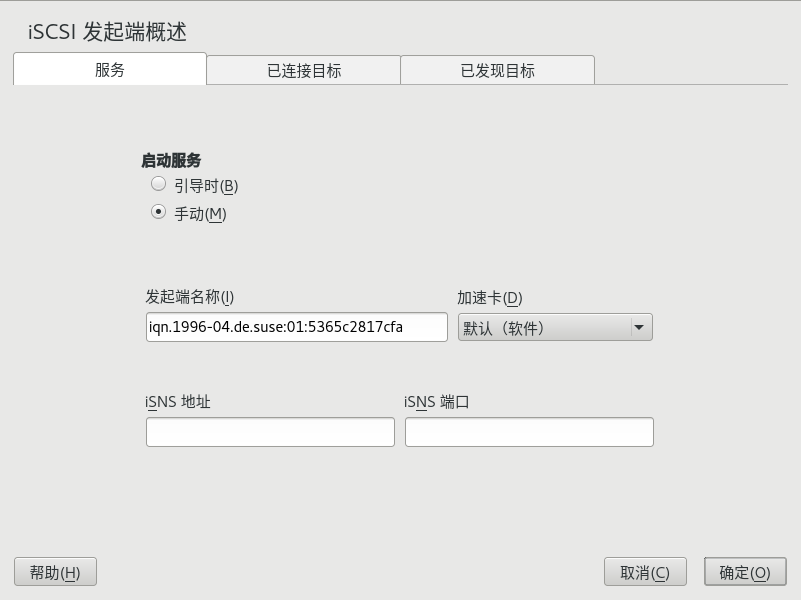 iSCSI 发起端概述
服务 已连接目标 已发现目标
启动服务
引导时(B)
手动(M)
发起端名称(I) 加速卡(D)
iqn.1996-04.de.suse:01:5365c2817cfa 默认（软件）
iSNS 地址 iSNS 端口
帮助(H) 取消(C) 确定(O)